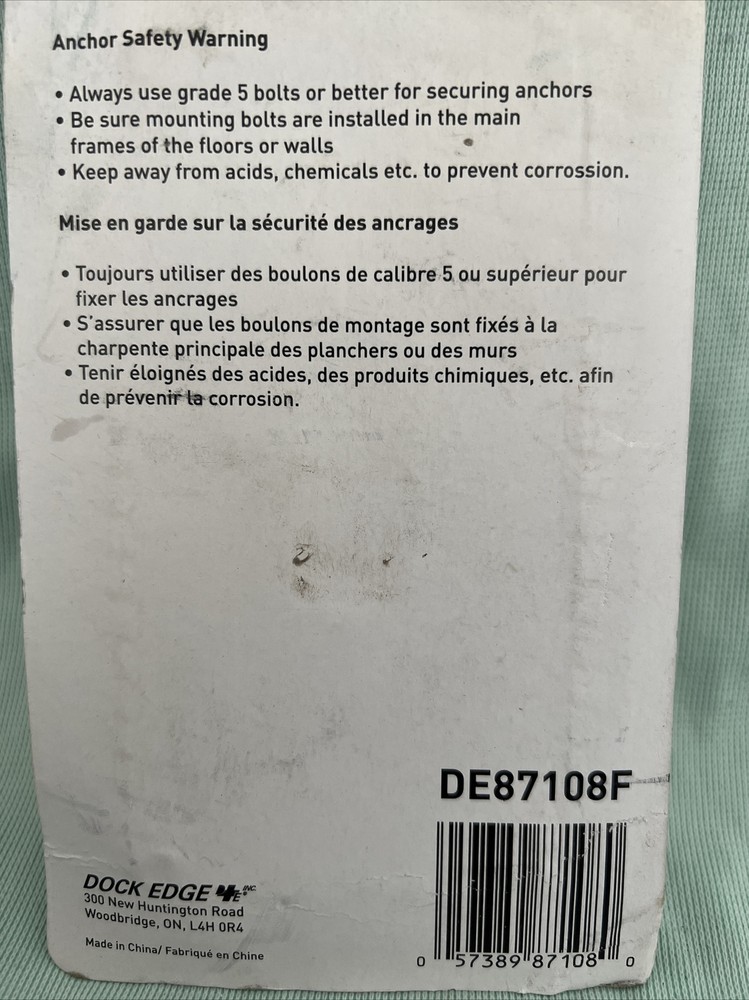 Anchor Safety Warning
• Always use grade 5 bolts or better for securing anchors
• Be sure mounting bolts are installed in the main
frames of the floors or walls
• Keep away from acids, chemicals etc. to prevent corrossion.
Mise en garde sur la sécurité des ancrages
• Toujours utiliser des boulons de calibre 5 ou supérieur pour
fixer les ancrages
• S'assurer que les boulons de montage sont fixés à la
charpente principale des planchers ou des murs
• Tenir éloignés des acides, des produits chimiques, etc. afin
de prévenir la corrosion.
DE87108F
DOCK EDGE INC.
300 New Huntington Road
Woodbridge, ON, L4H 0R4
Made in China/ Fabriqué en Chine
0 57389 87108 0